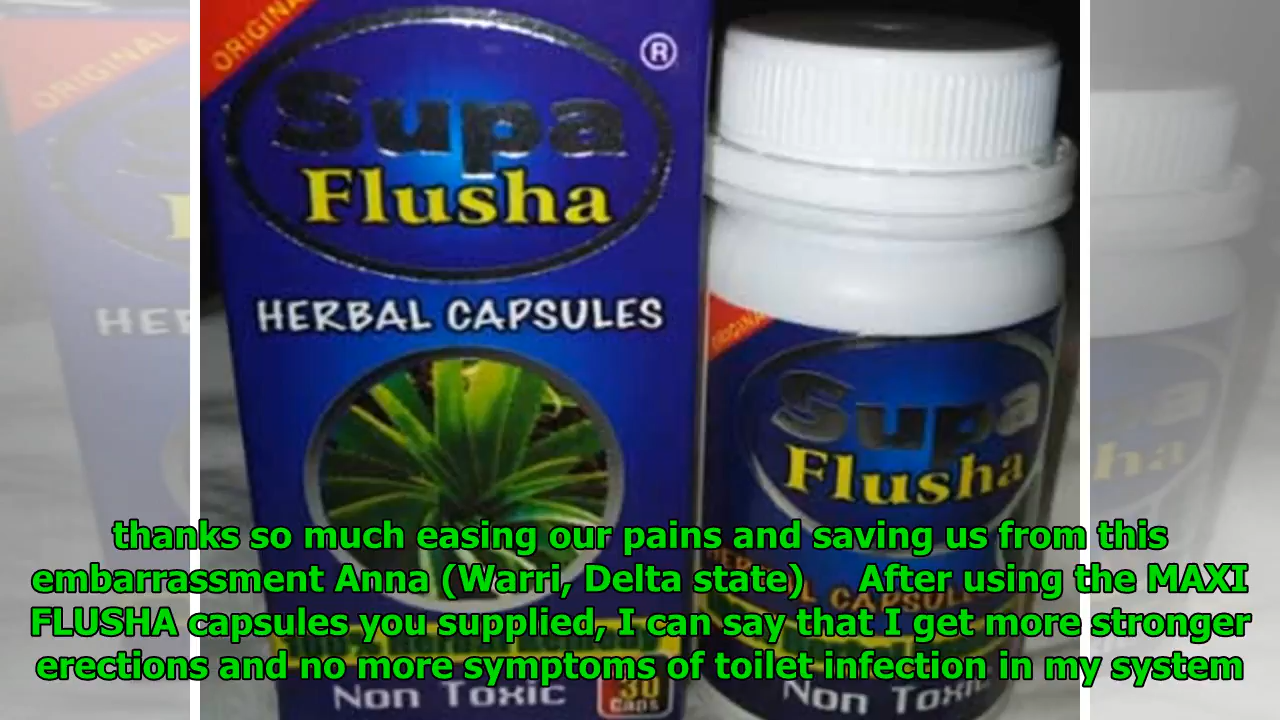 ORIGINAL
Supa
Flusha
®
HERBAL CAPSULES
Non Toxic
30
Caps
ORIGINAL
Supa
Flusha
Non Toxic
thanks so much easing our pains and saving us from this
embarrassment Anna (Warri, Delta state) After using the MAXI
FLUSHA capsules you supplied, I can say that I get more stronger
erections and no more symptoms of toilet infection in my system